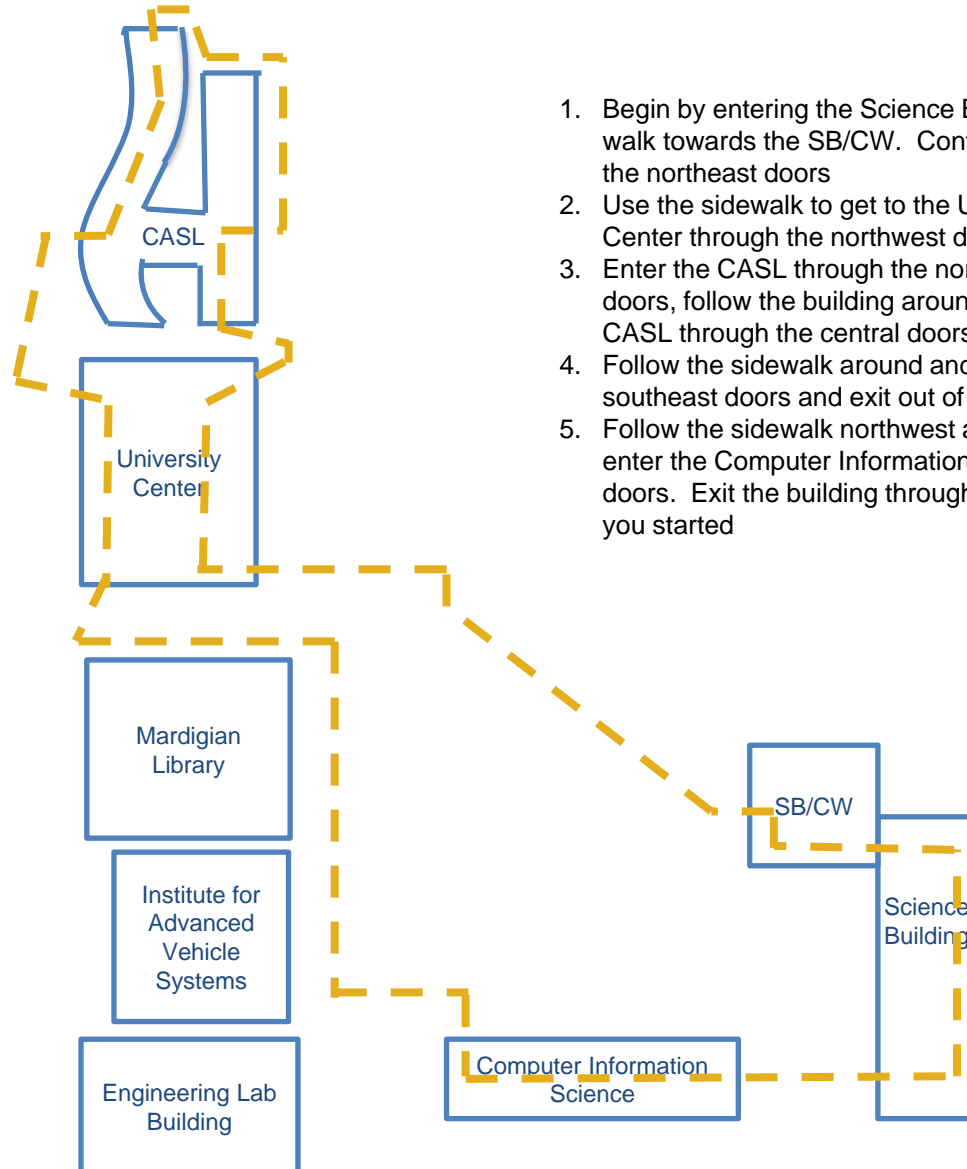 1. Begin by entering the Science
walk towards the SB/CW. Con
the northeast doors
2. Use the sidewalk to get to the U
Center through the northwest d
3. Enter the CASL through the nor
doors, follow the building aroun
CASL through the central doors
4. Follow the sidewalk around and
southeast doors and exit out of
5. Follow the sidewalk northwest a
enter the Computer Information
doors. Exit the building through
you started
CASL
University
Center
Mardigian
Library
SB/CW
Institute for
Advanced
Vehicle
Systems
Science
Building
Computer Information
Science
Engineering Lab
Building